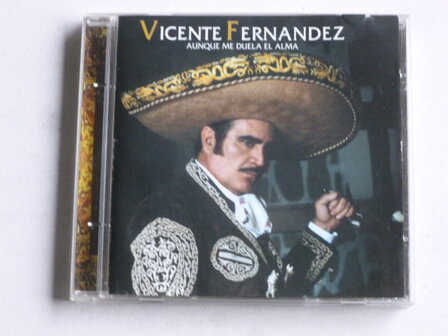 VICENTE FERNANDEZ
AUNQUE ME DUELA EL ALMA